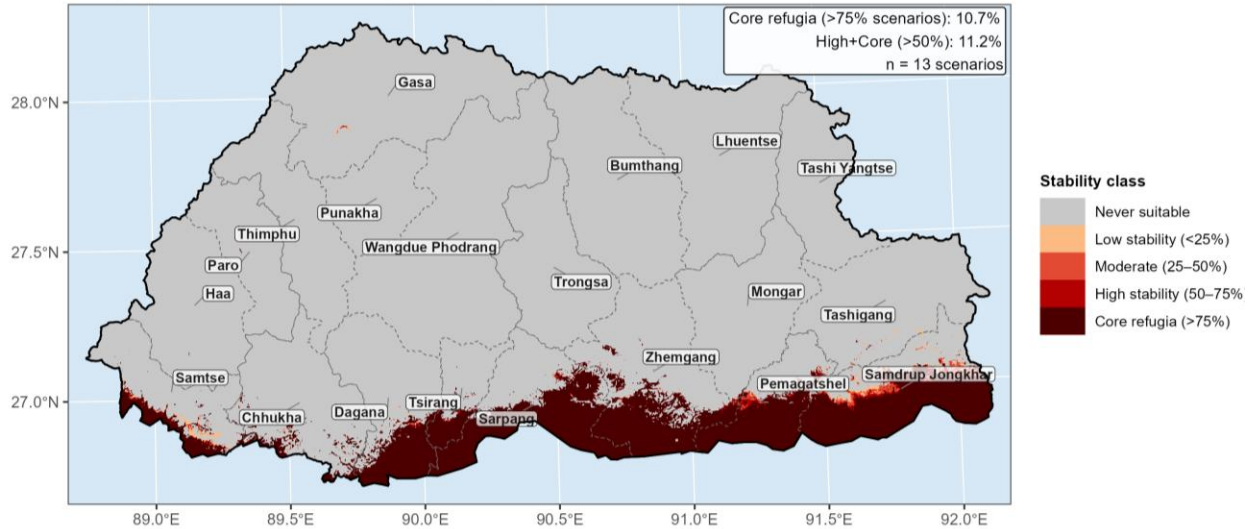 Core refugia (>75% scenarios): 10.7%
High+Core (>50%): 11.2%
n = 13 scenarios
28.0°N
27.5°N
27.0°N
Gasa
Lhuentse
Bumthang
Tashi Yangtse
Punakha
Thimphu
Wangdue Phodrang
Paro
Trongsa
Haa
Mongar
Tashigang
Zhemgang
Samtse
Pemagatshel
Samdrup Jongkhar
Chhukha
Dagana
Tsirang
Sarpang
89.0°E
89.5°E
90.0°E
90.5°E
91.0°E
91.5°E
92.0°E
Stability class
Never suitable
Low stability (<25%)
Moderate (25–50%)
High stability (50–75%
Core refugia (>75%)